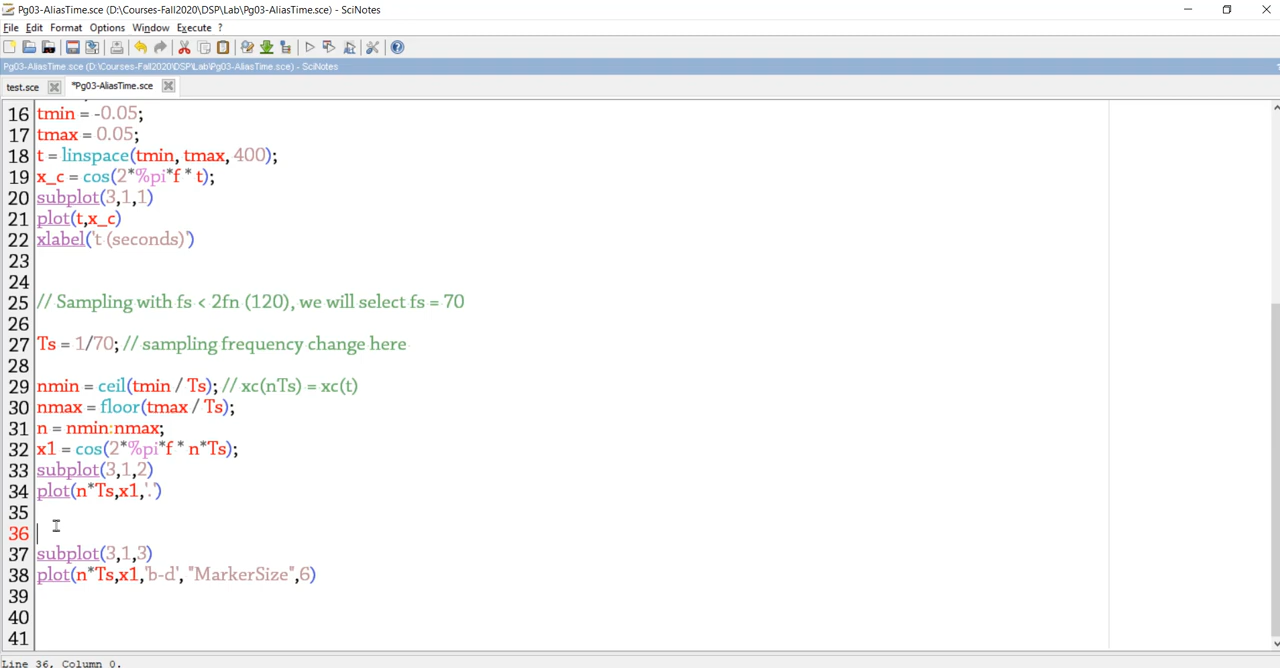 Pg03-AliasTime.sce (D:\Courses-Fall2020\DSP\Lab\Pg03-AliasTime.sce) - SciNotes
File Edit Format Options Window Execute ?
Pg03-AliasTime.sce (D:\Courses-Fall2020\DSP\Lab\Pg03-AliasTime.sce) - SciNotes
test.sce *Pg03-AliasTime.sce
16 tmin = -0.05;
17 tmax = 0.05;
18 t = linspace(tmin, tmax, 400);
19 x_c = cos(2*%pi*f * t);
20 subplot(3,1,1)
21 plot(t,x_c)
22 xlabel('t (seconds)')
23
24
25 // Sampling with fs < 2fn (120), we will select fs = 70
26
27 Ts = 1/70; // sampling frequency change here
28
29 nmin = ceil(tmin / Ts); // xc(nTs) = xc(t)
30 nmax = floor(tmax / Ts);
31 n = nmin:nmax;
32 x1 = cos(2*%pi*f * n*Ts);
33 subplot(3,1,2)
34 plot(n*Ts,x1,'.')
35
36
37 subplot(3,1,3)
38 plot(n*Ts,x1,'b-d', "MarkerSize",6)
39
40
41
Line 36, Column 0.